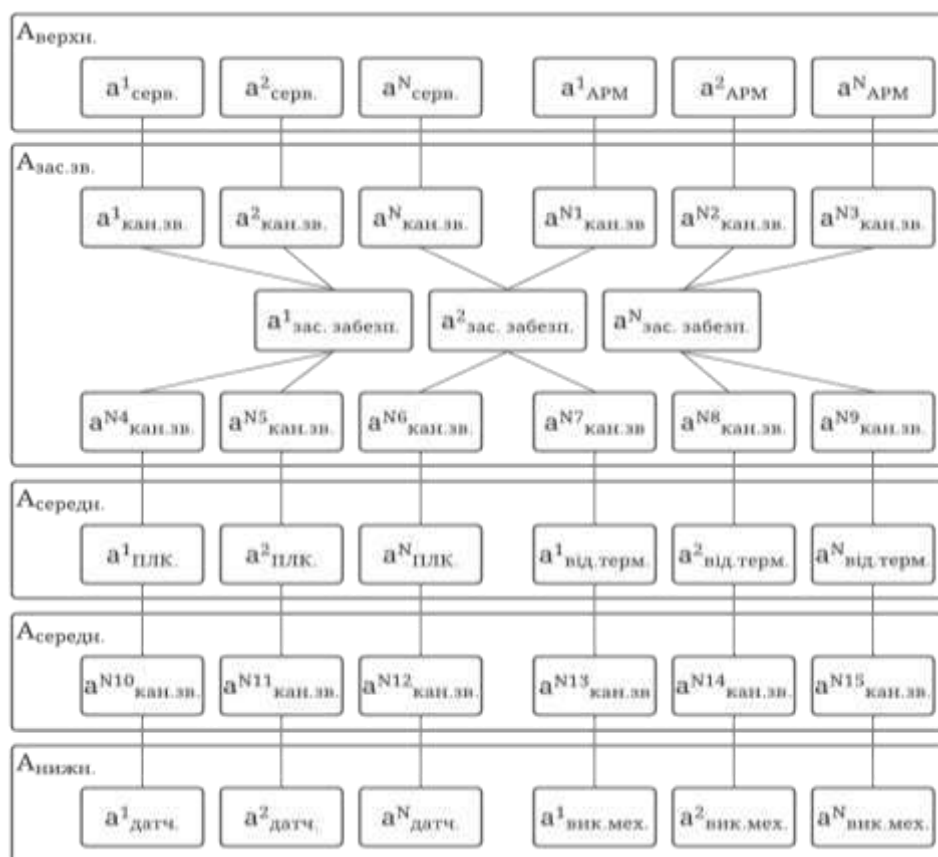 Aверхн.
a¹серв. a²серв. aᴺсерв. a¹АРМ a²АРМ aᴺАРМ
Aзас.зв.
a¹кан.зв. a²кан.зв. aᴺкан.зв. aᴺ¹кан.зв aᴺ²кан.зв. aᴺ³кан.зв.
a¹зас. забезп. a²зас. забезп. aᴺзас. забезп.
aᴺ⁴кан.зв. aᴺ⁵кан.зв. aᴺ⁶кан.зв. aᴺ⁷кан.зв aᴺ⁸кан.зв. aᴺ⁹кан.зв.
Aсередн.
a¹ПЛК. a²ПЛК. aᴺПЛК. a¹від.терм. a²від.терм. aᴺвід.терм.
Aсередн.
aᴺ¹⁰кан.зв. aᴺ¹¹кан.зв. aᴺ¹²кан.зв. aᴺ¹³кан.зв aᴺ¹⁴кан.зв. aᴺ¹⁵кан.зв.
Aнижн.
a¹датч. a²датч. aᴺдатч. a¹вик.мех. a²вик.мех. aᴺвик.мех.